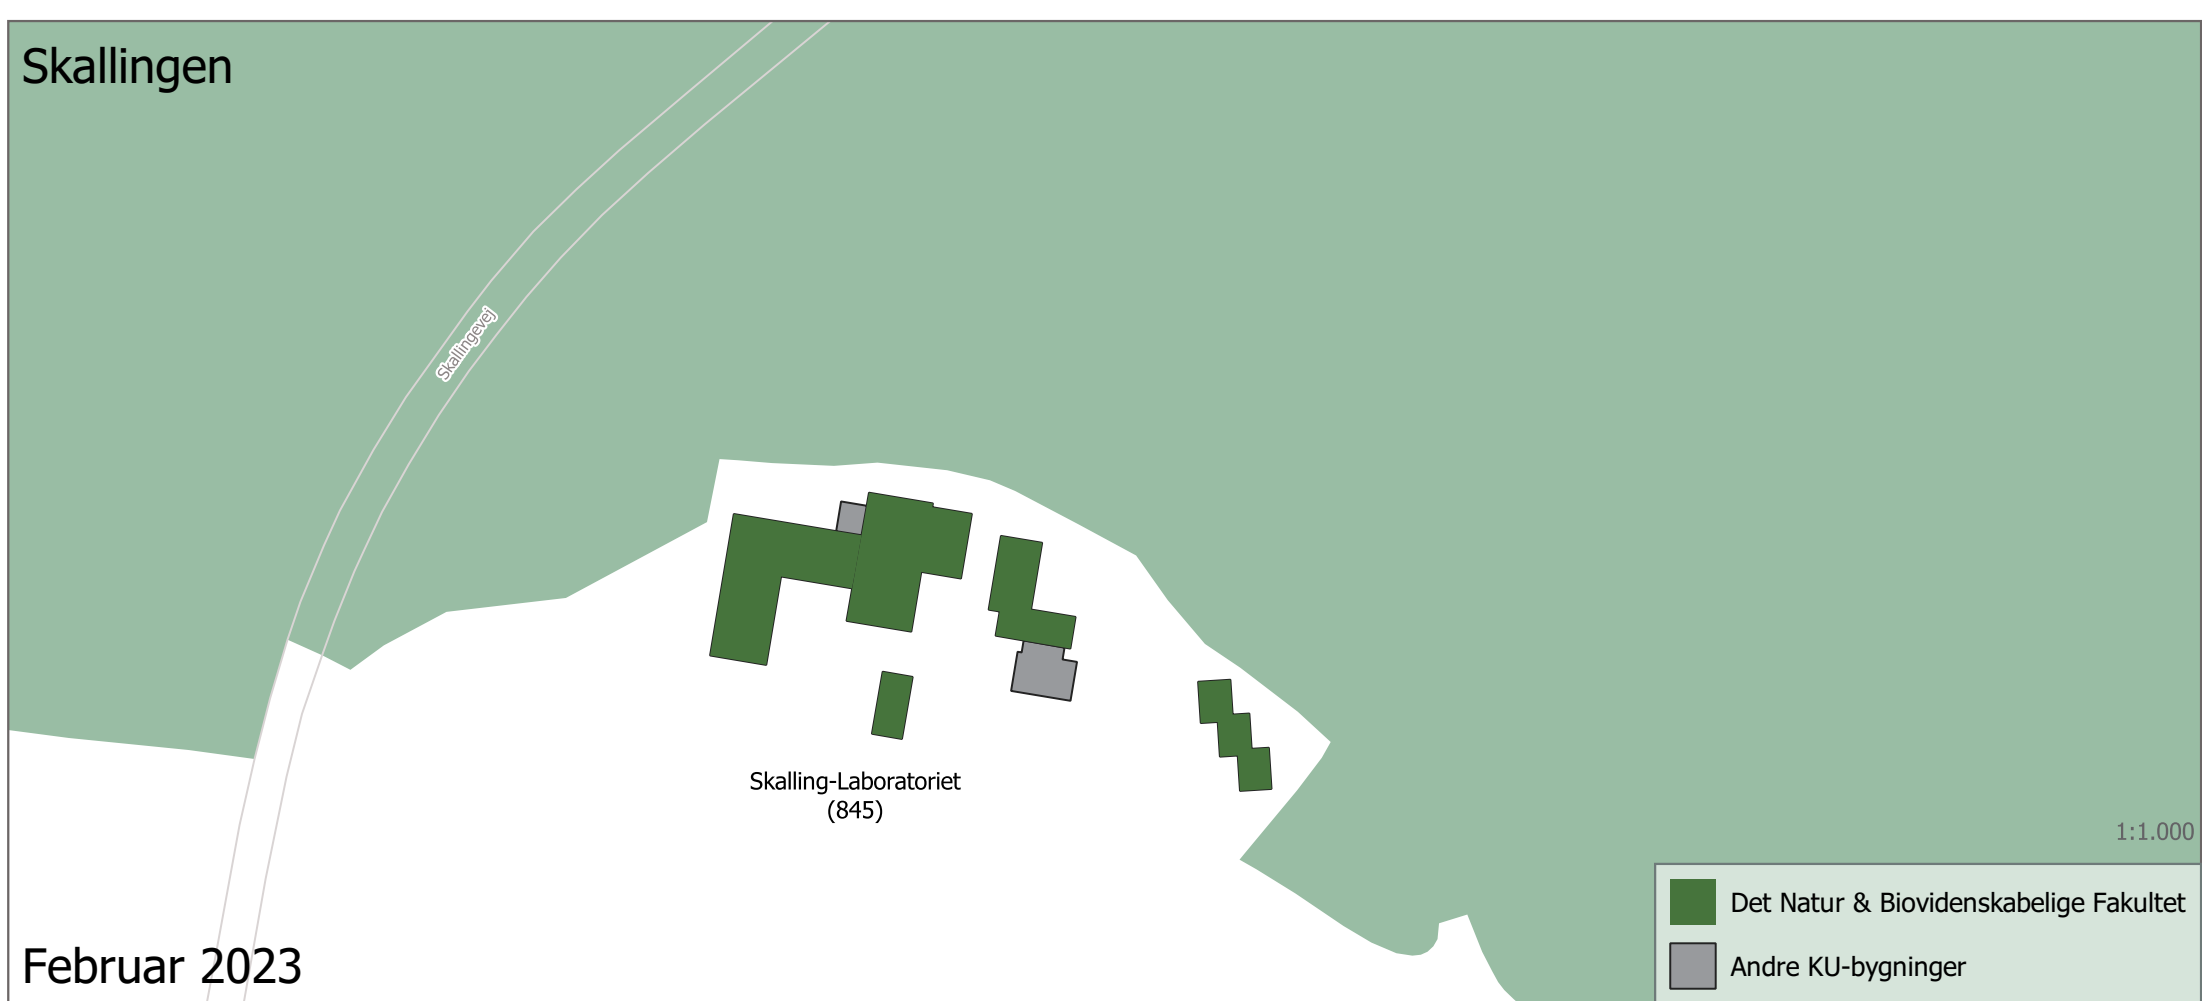 Skallingen
Skallingevej
Skalling-Laboratoriet
(845)
1:1.000
Det Natur & Biovidenskabelige Fakultet
Andre KU-bygninger
Februar 2023